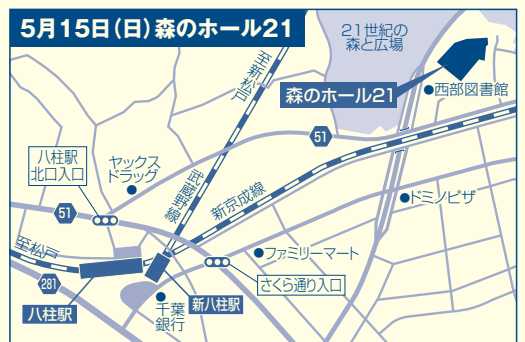 5月15日(日)森のホール21
21世紀の
森と広場
至新松戸
森のホール21
西部図書館
51
八柱駅
北口入口
ヤックス
ドラッグ
武蔵野線
新京成線
51
ドミノピザ
至松戸
ファミリーマート
281
さくら通り入口
八柱駅
千葉
銀行
新八柱駅